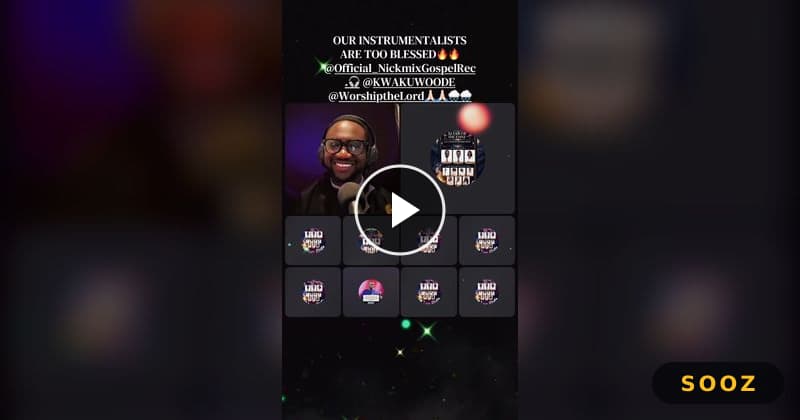 OUR INSTRUMENTALISTS
ARE TOO BLESSED🔥🔥
@Official_NickmixGospelRec
.🎧 @KWAKUWOODE
@WorshiptheLord🙏🏽🙏🏽🌧️🌧️
SOOZ